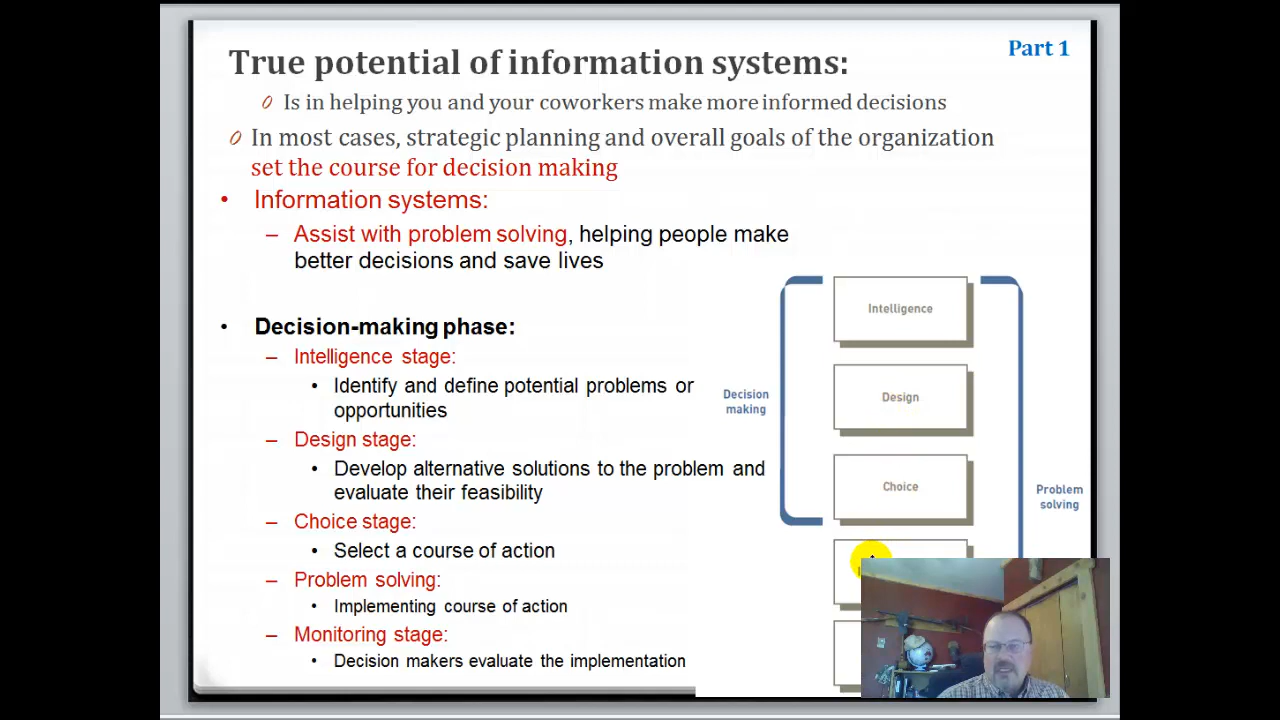 Part 1
True potential of information systems:
Is in helping you and your coworkers make more informed decisions
In most cases, strategic planning and overall goals of the organization
set the course for decision making
• Information systems:
– Assist with problem solving, helping people make
better decisions and save lives
• Decision-making phase:
– Intelligence stage:
• Identify and define potential problems or
opportunities
– Design stage:
• Develop alternative solutions to the problem and
evaluate their feasibility
– Choice stage:
• Select a course of action
– Problem solving:
• Implementing course of action
– Monitoring stage:
• Decision makers evaluate the implementation
Intelligence
Decision
making
Design
Choice
Problem
solving